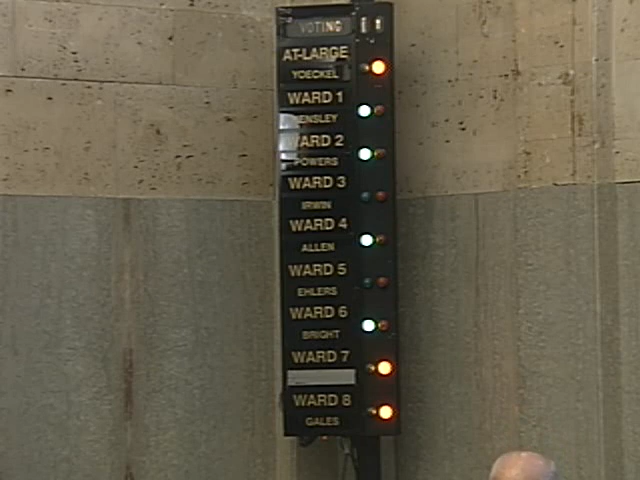 VOTING
AT-LARGE
YOECKEL
WARD 1
ENSLEY
WARD 2
POWERS
WARD 3
IRWIN
WARD 4
ALLEN
WARD 5
EHLERS
WARD 6
BRIGHT
WARD 7
WARD 8
GALES